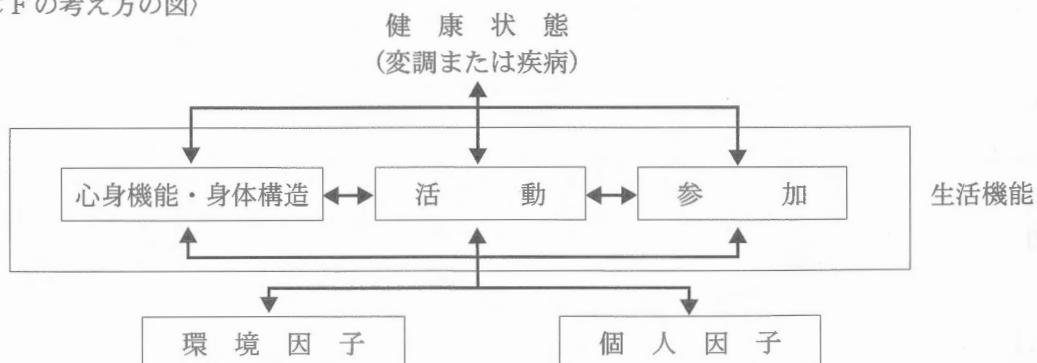 Fの考え方の図〉
健康状態
(変調または疾病)
心身機能・身体構造
活動
参加
生活機能
環境因子
個人因子